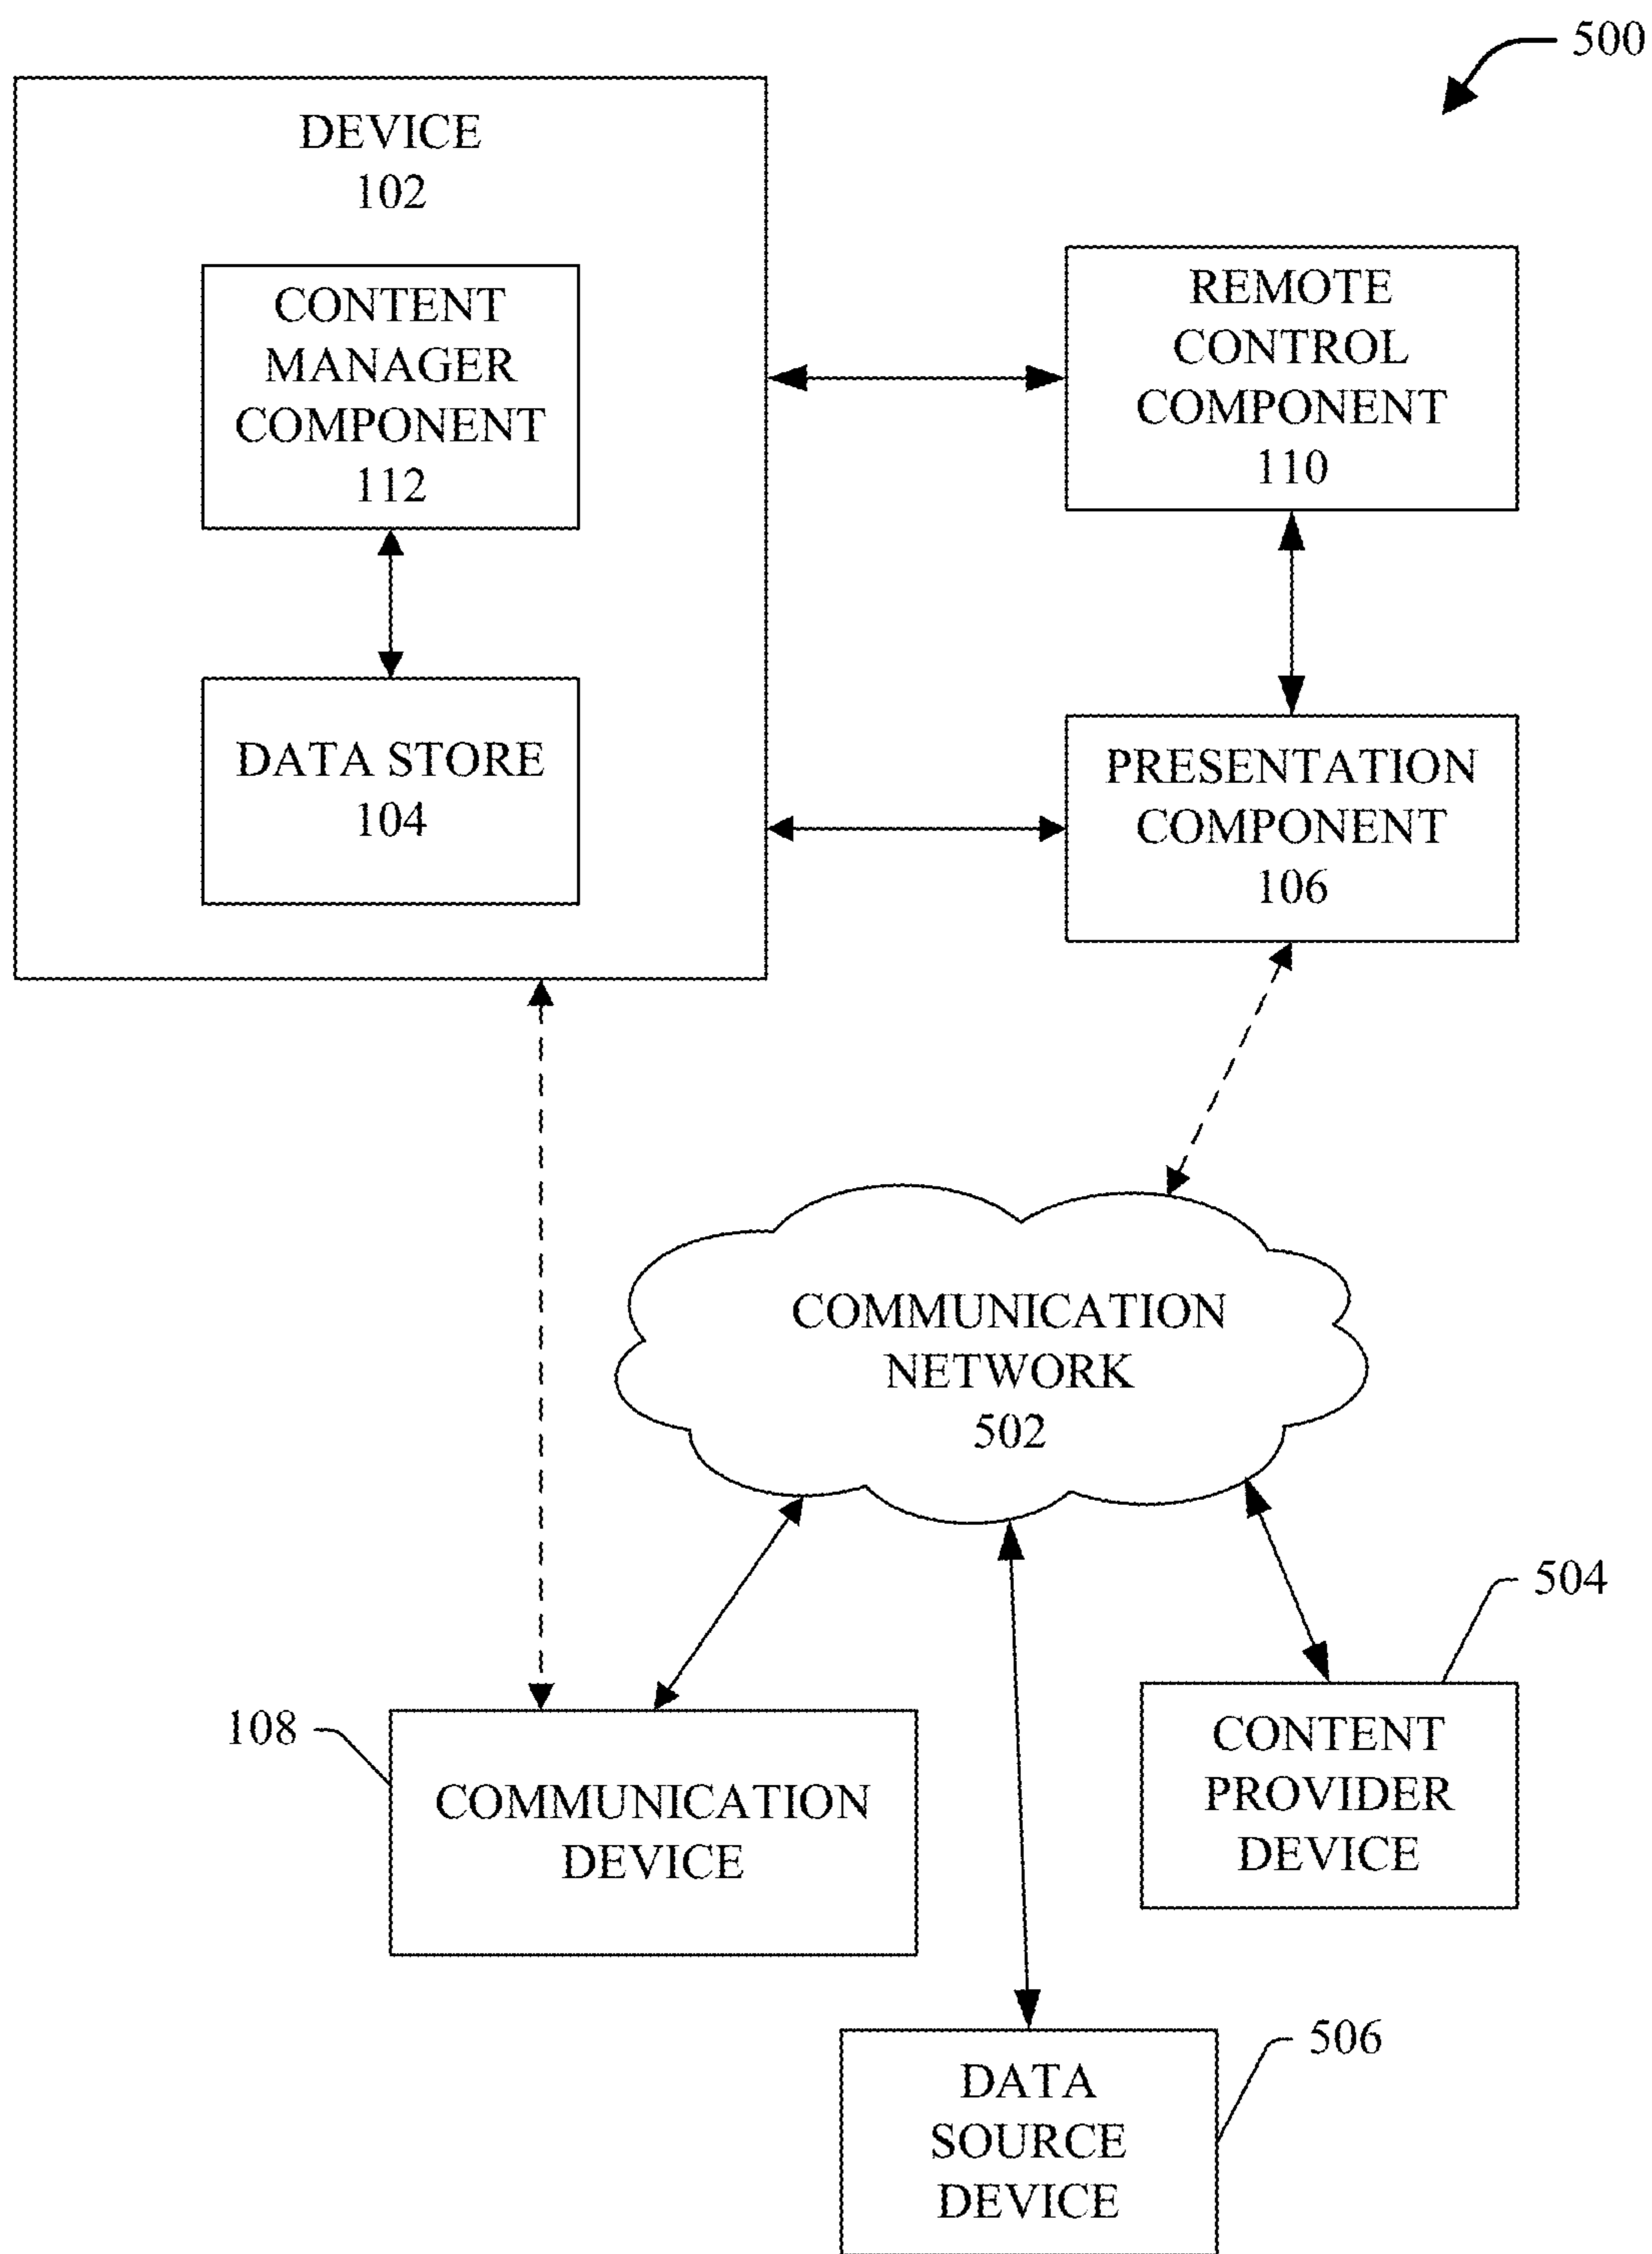 500
DEVICE
102
CONTENT
MANAGER
COMPONENT
112
DATA STORE
104
REMOTE
CONTROL
COMPONENT
110
PRESENTATION
COMPONENT
106
COMMUNICATION
NETWORK
502
108
COMMUNICATION
DEVICE
504
CONTENT
PROVIDER
DEVICE
506
DATA
SOURCE
DEVICE